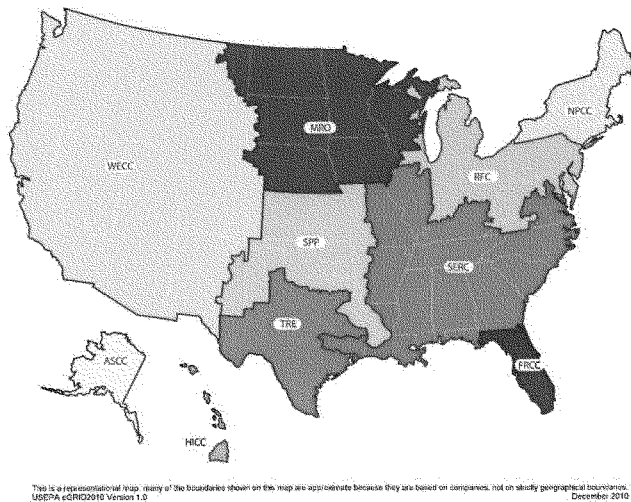 NPCC
MRO
WECC
RFC
SPP
SERC
TRE
ASCC
FRCC
HICC
This is a representational map; many of the boundaries shown on this map are approximate because they are based on companies, not on strictly geographical boundaries.
USEPA eGRID2010 Version 1.0
December 2010